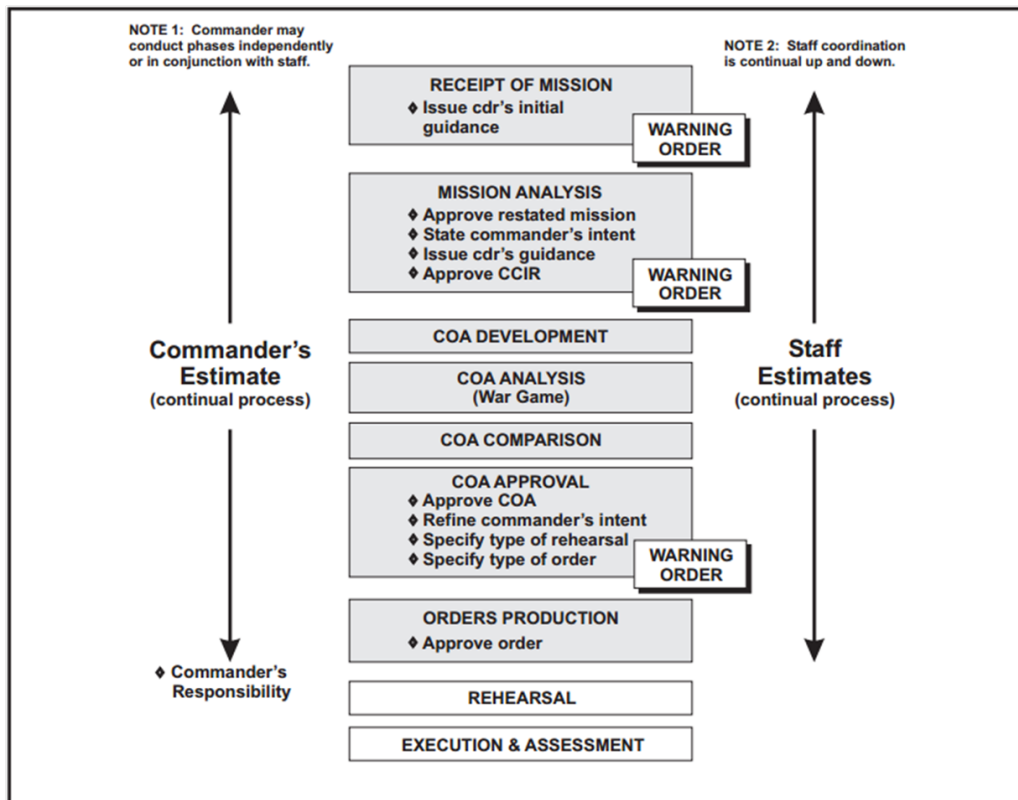 NOTE 1:  Commander may
conduct phases independently
or in conjunction with staff.
NOTE 2:  Staff coordination
is continual up and down.
RECEIPT OF MISSION
♦ Issue cdr's initial
guidance
WARNING
ORDER
MISSION ANALYSIS
♦ Approve restated mission
♦ State commander's intent
♦ Issue cdr's guidance
♦ Approve CCIR
WARNING
ORDER
Commander's
Estimate
(continual process)
COA DEVELOPMENT
COA ANALYSIS
(War Game)
COA COMPARISON
Staff
Estimates
(continual process)
COA APPROVAL
♦ Approve COA
♦ Refine commander's intent
♦ Specify type of rehearsal
♦ Specify type of order
WARNING
ORDER
ORDERS PRODUCTION
♦ Approve order
♦ Commander's
Responsibility
REHEARSAL
EXECUTION & ASSESSMENT